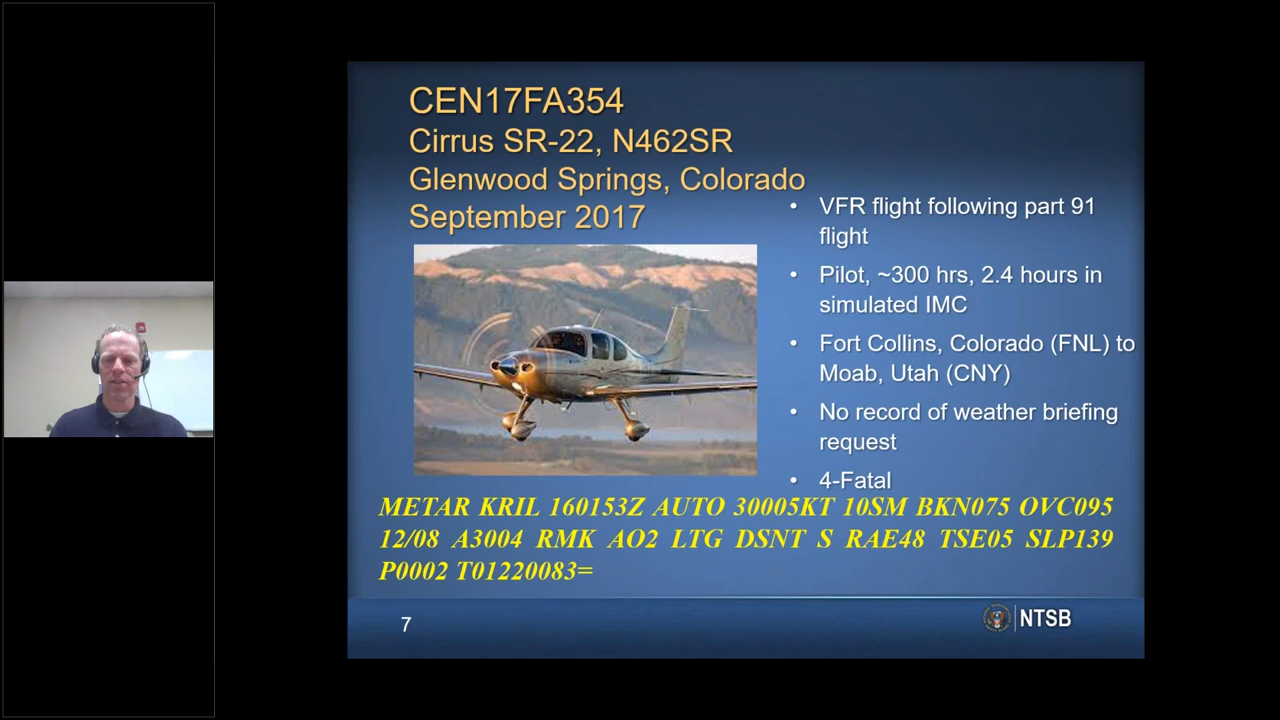 CEN17FA354
Cirrus SR-22, N462SR
Glenwood Springs, Colorado
September 2017
• VFR flight following part 91
flight
• Pilot, ~300 hrs, 2.4 hours in
simulated IMC
• Fort Collins, Colorado (FNL) to
Moab, Utah (CNY)
• No record of weather briefing
request
• 4-Fatal
METAR KRIL 160153Z AUTO 30005KT 10SM BKN075 OVC095
12/08 A3004 RMK AO2 LTG DSNT S RAE48 TSE05 SLP139
P0002 T01220083=
7
NTSB